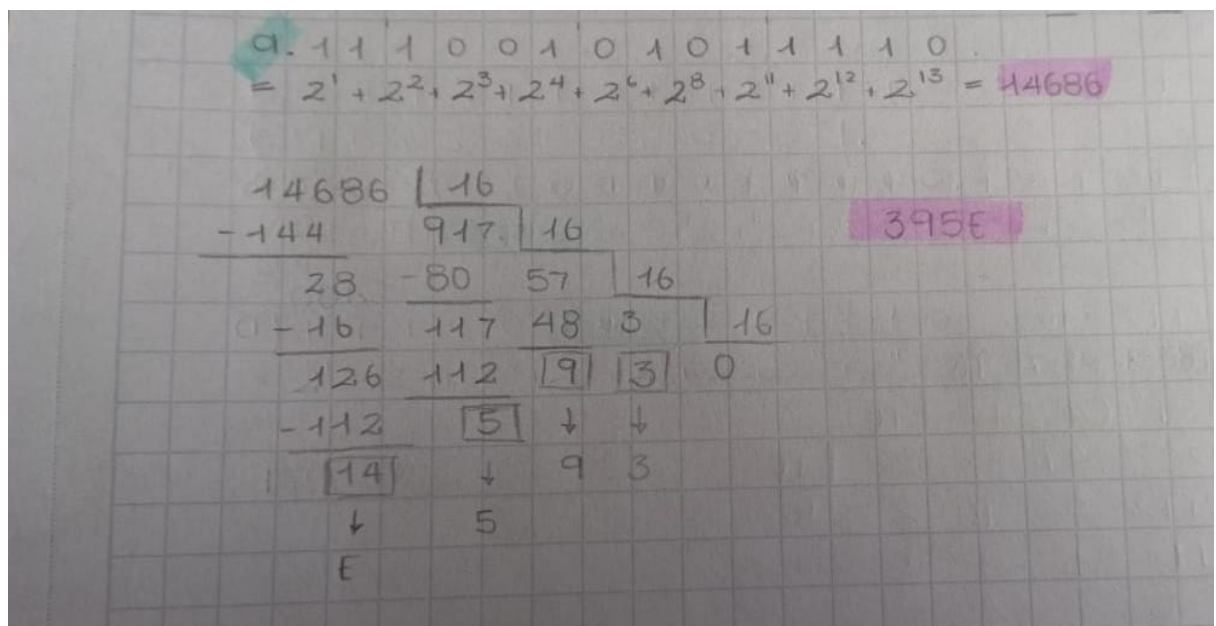 a. 1 1 1 0 0 1 0 1 0 1 1 1 1 0
= 2¹ + 2² + 2³ + 2⁴ + 2⁶ + 2⁸ + 2¹¹ + 2¹² + 2¹³ = 14686
14686 16
- 144 917 16 395E
28 - 80 57 16
- 16 117 48 3 16
126 112 9 3 0
- 112 5 ↓ ↓
14 ↓ 9 3
↓ 5
E